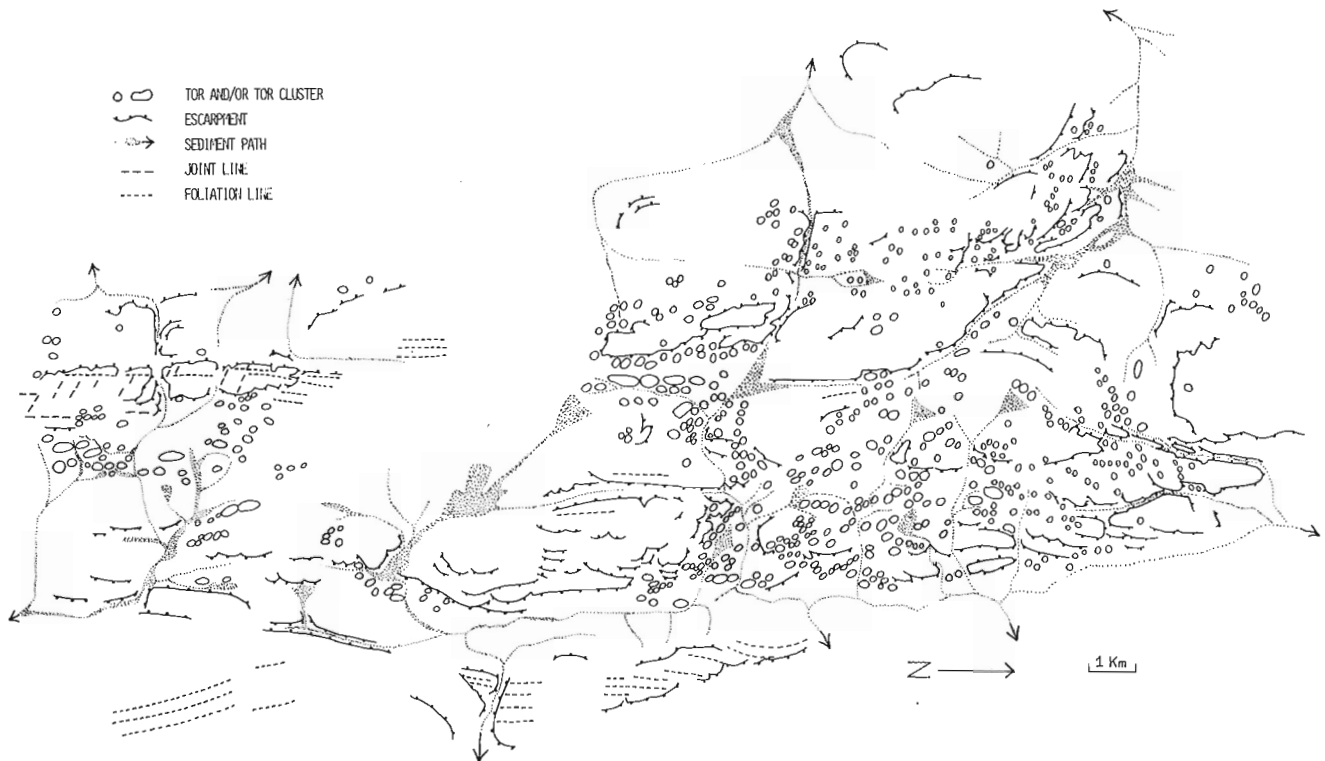 TOR AND/OR TOR CLUSTER
ESCARPMENT
SEDIMENT PATH
JOINT LINE
FOLIATION LINE
N
1 Km